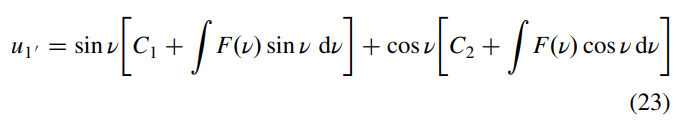 u_{1'} = sin ν[C_1 + ∫ F(ν) sin ν dν] + cos ν[C_2 + ∫ F(ν) cos ν dν]
(23)